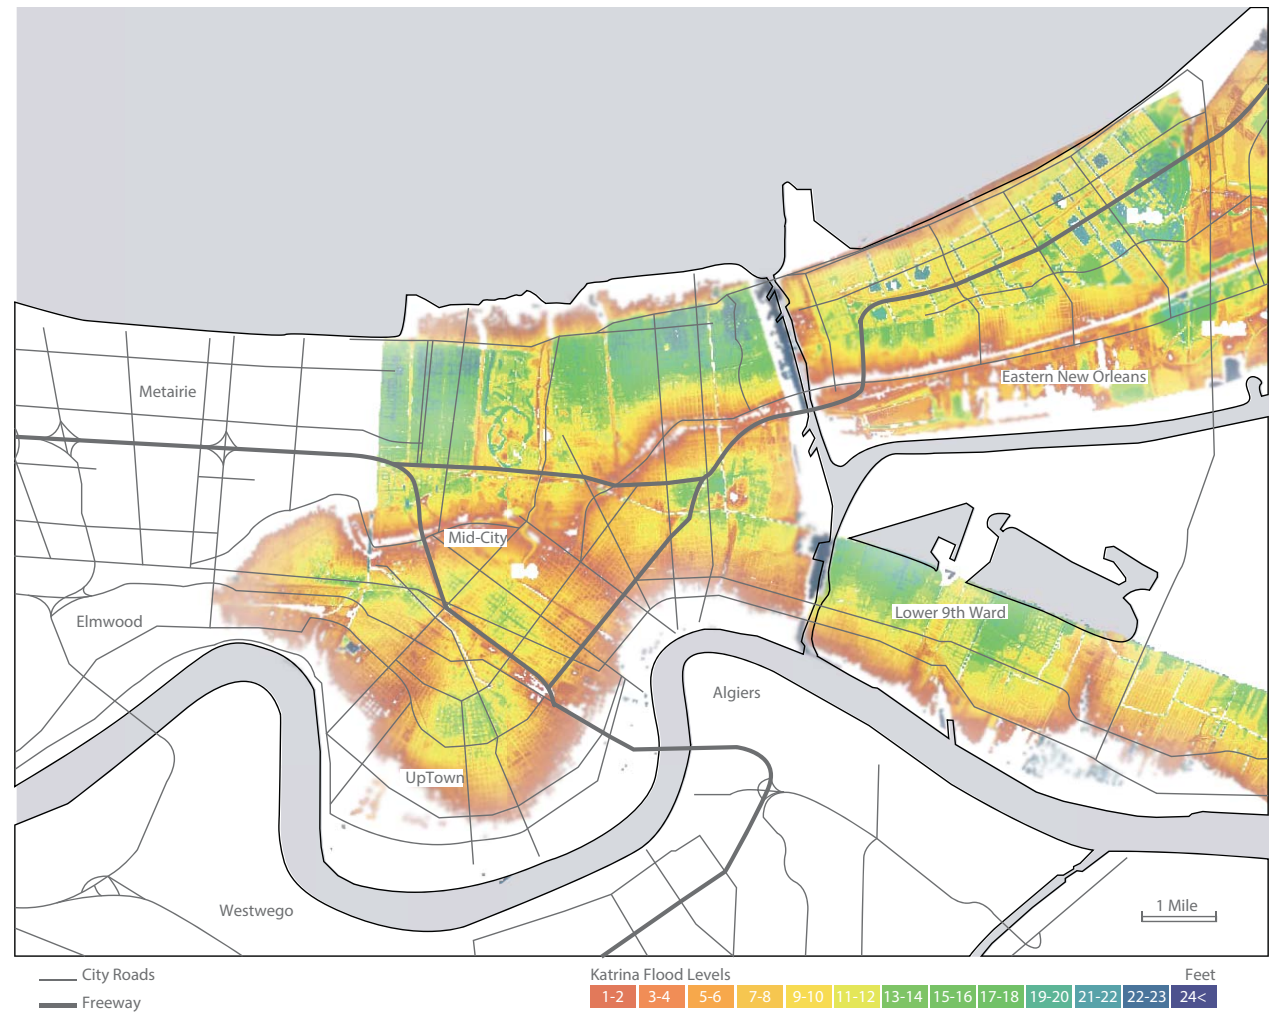 Metairie
Eastern New Orleans
Mid-City
Lower 9th Ward
Elmwood
Algiers
UpTown
Westwego
1 Mile
City Roads
Freeway
Katrina Flood Levels
Feet
1-2 3-4 5-6 7-8 9-10 11-12 13-14 15-16 17-18 19-20 21-22 22-23 24<